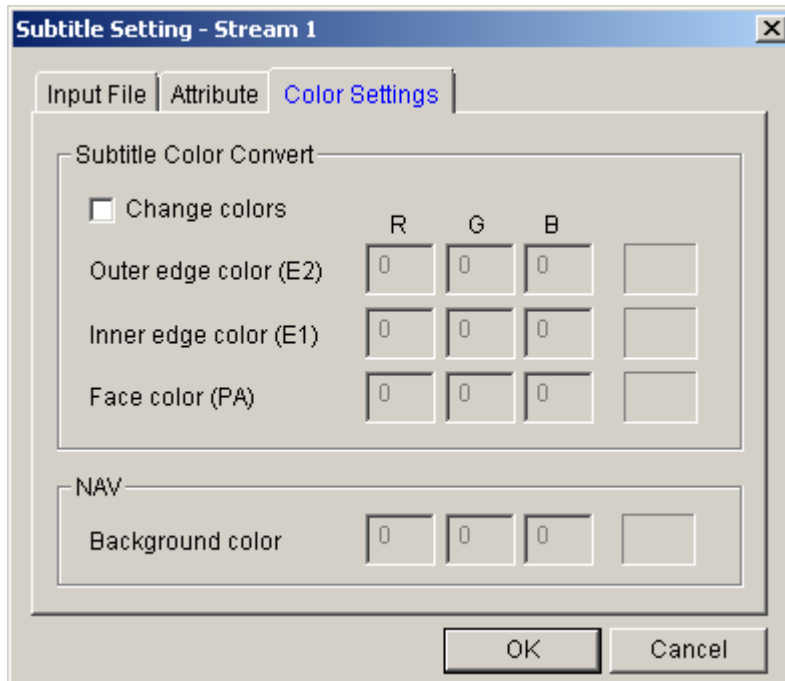 Subtitle Setting - Stream 1
Input File Attribute Color Settings
Subtitle Color Convert
Change colors
R G B
Outer edge color (E2) 0 0 0
Inner edge color (E1) 0 0 0
Face color (PA) 0 0 0
NAV
Background color 0 0 0
OK Cancel